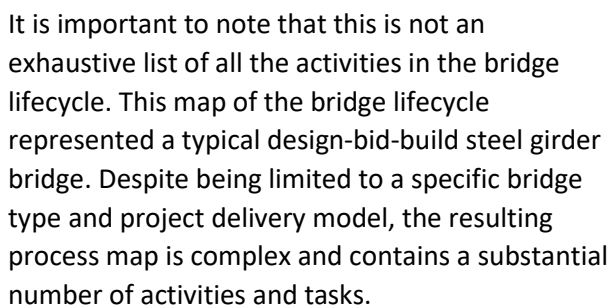 It is important to note that this is not an
exhaustive list of all the activities in the bridge
lifecycle. This map of the bridge lifecycle
represented a typical design-bid-build steel girder
bridge. Despite being limited to a specific bridge
type and project delivery model, the resulting
process map is complex and contains a substantial
number of activities and tasks.